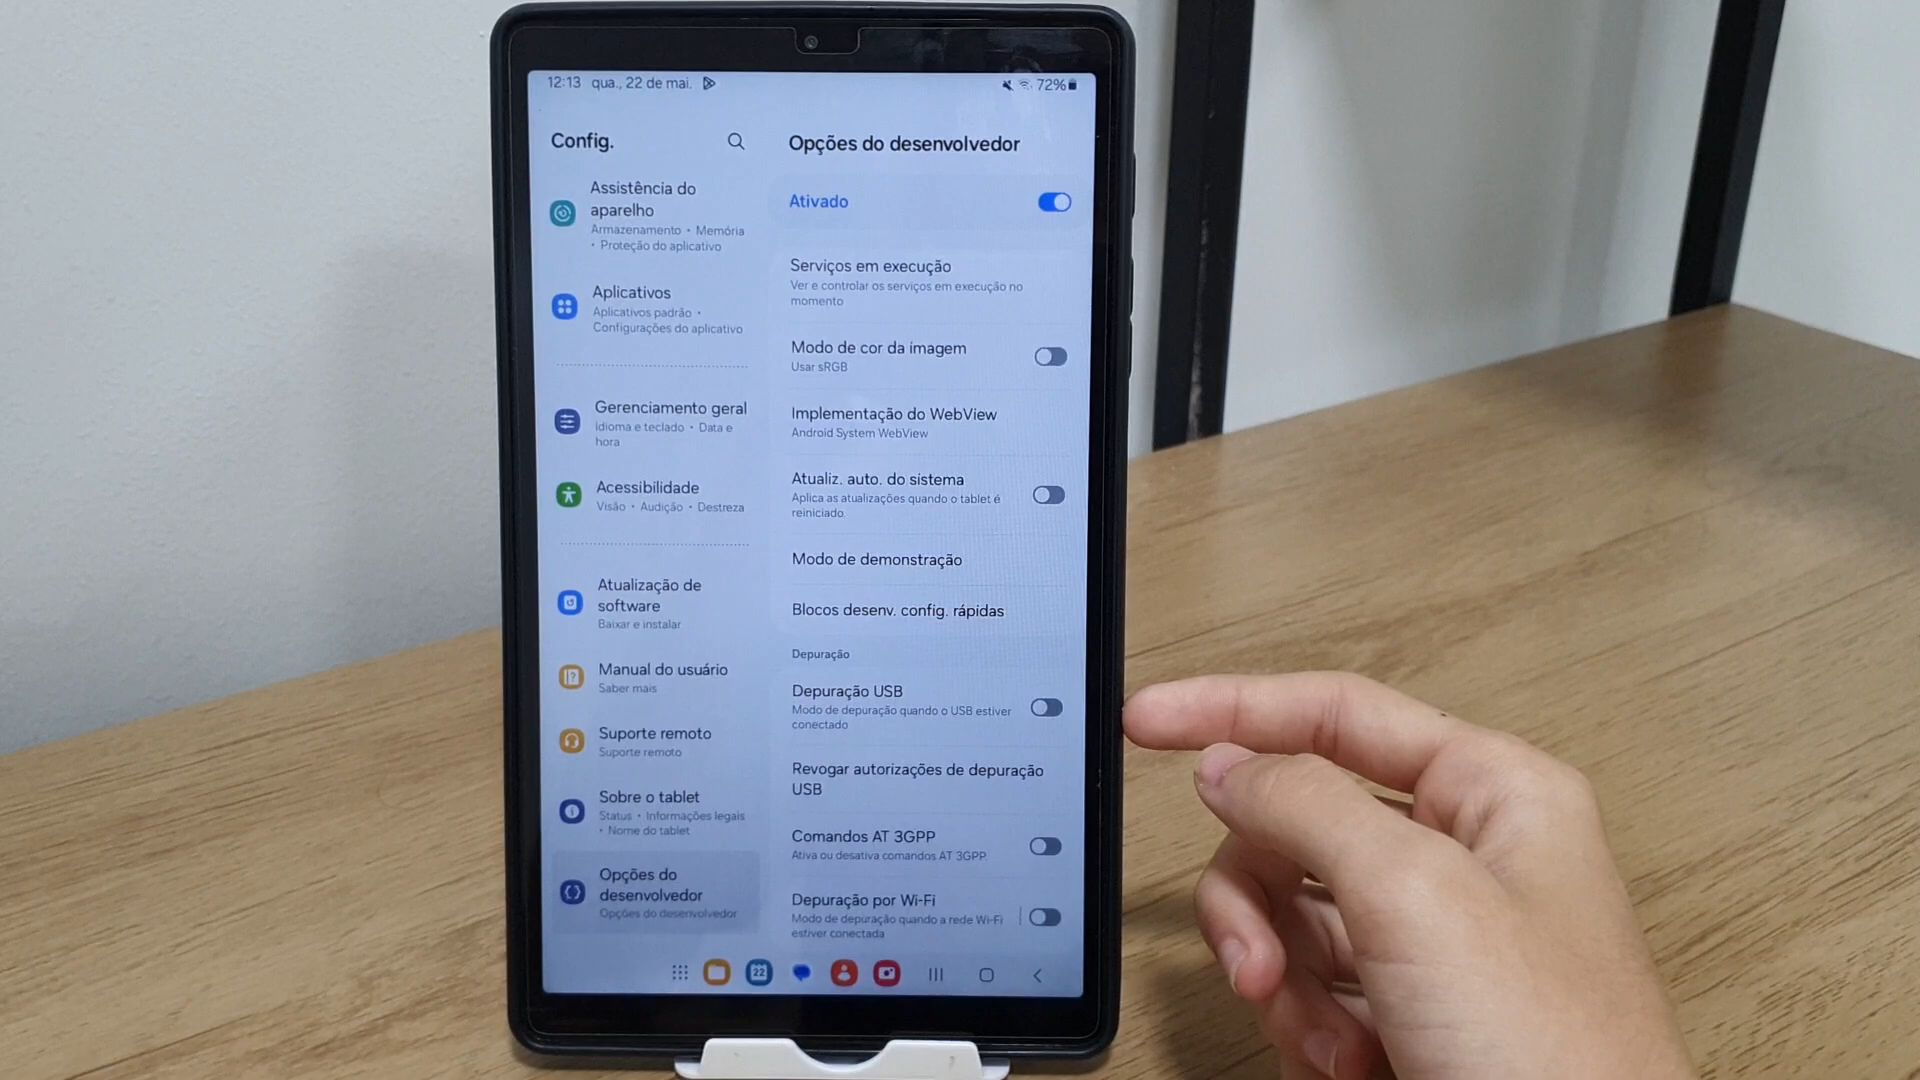 12:13 qua., 22 de mai.
72%
Config.
Assistência do
aparelho
Armazenamento • Memória
• Proteção do aplicativo
Aplicativos
Aplicativos padrão •
Configurações do aplicativo
Gerenciamento geral
Idioma e teclado • Data e
hora
Acessibilidade
Visão • Audição • Destreza
Atualização de
software
Baixar e instalar
Manual do usuário
Saber mais
Suporte remoto
Suporte remoto
Sobre o tablet
Status • Informações legais
• Nome do tablet
Opções do
desenvolvedor
Opções do desenvolvedor
Opções do desenvolvedor
Ativado
Serviços em execução
Ver e controlar os serviços em execução no
momento
Modo de cor da imagem
Usar sRGB
Implementação do WebView
Android System WebView
Atualiz. auto. do sistema
Aplica as atualizações quando o tablet é
reiniciado
Modo de demonstração
Blocos desenv. config. rápidas
Depuração
Depuração USB
Modo de depuração quando o USB estiver
conectado
Revogar autorizações de depuração
USB
Comandos AT 3GPP
Ativa ou desativa comandos AT 3GPP.
Depuração por Wi-Fi
Modo de depuração quando a rede Wi-Fi
estiver conectada
22